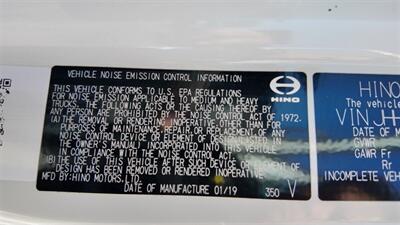 VEHICLE NOISE EMISSION CONTROL INFORMATION
HINO
THIS VEHICLE CONFORMS TO U.S. EPA REGULATIONS
FOR NOISE EMISSION APPLICABLE TO MEDIUM AND HEAVY
TRUCKS. THE FOLLOWING ACTS OR THE CAUSING THEREOF BY
ANY PERSON ARE PROHIBITED BY THE NOISE CONTROL ACT OF 1972.
(A) THE REMOVAL OR RENDERING INOPERATIVE, OTHER THAN FOR
PURPOSES OF MAINTENANCE, REPAIR, OR REPLACEMENT, OF ANY
NOISE CONTROL DEVICE OR ELEMENT OF DESIGN (LISTED IN
THE OWNER'S MANUAL) INCORPORATED INTO THIS VEHICLE
IN COMPLIANCE WITH THE NOISE CONTROL ACT.
(B) THE USE OF THIS VEHICLE AFTER SUCH DEVICE OR ELEMENT
OF DESIGN HAS BEEN REMOVED OR RENDERED INOPERATIVE
MF BY:HINO MOTORS, LTD.
DATE OF MANUFACTURE 01/19 350 V
HINO
The vehicle
VIN JH
DATE OF M
GVWR
GAWR Fr
Rr
INCOMPLETE VEHICL